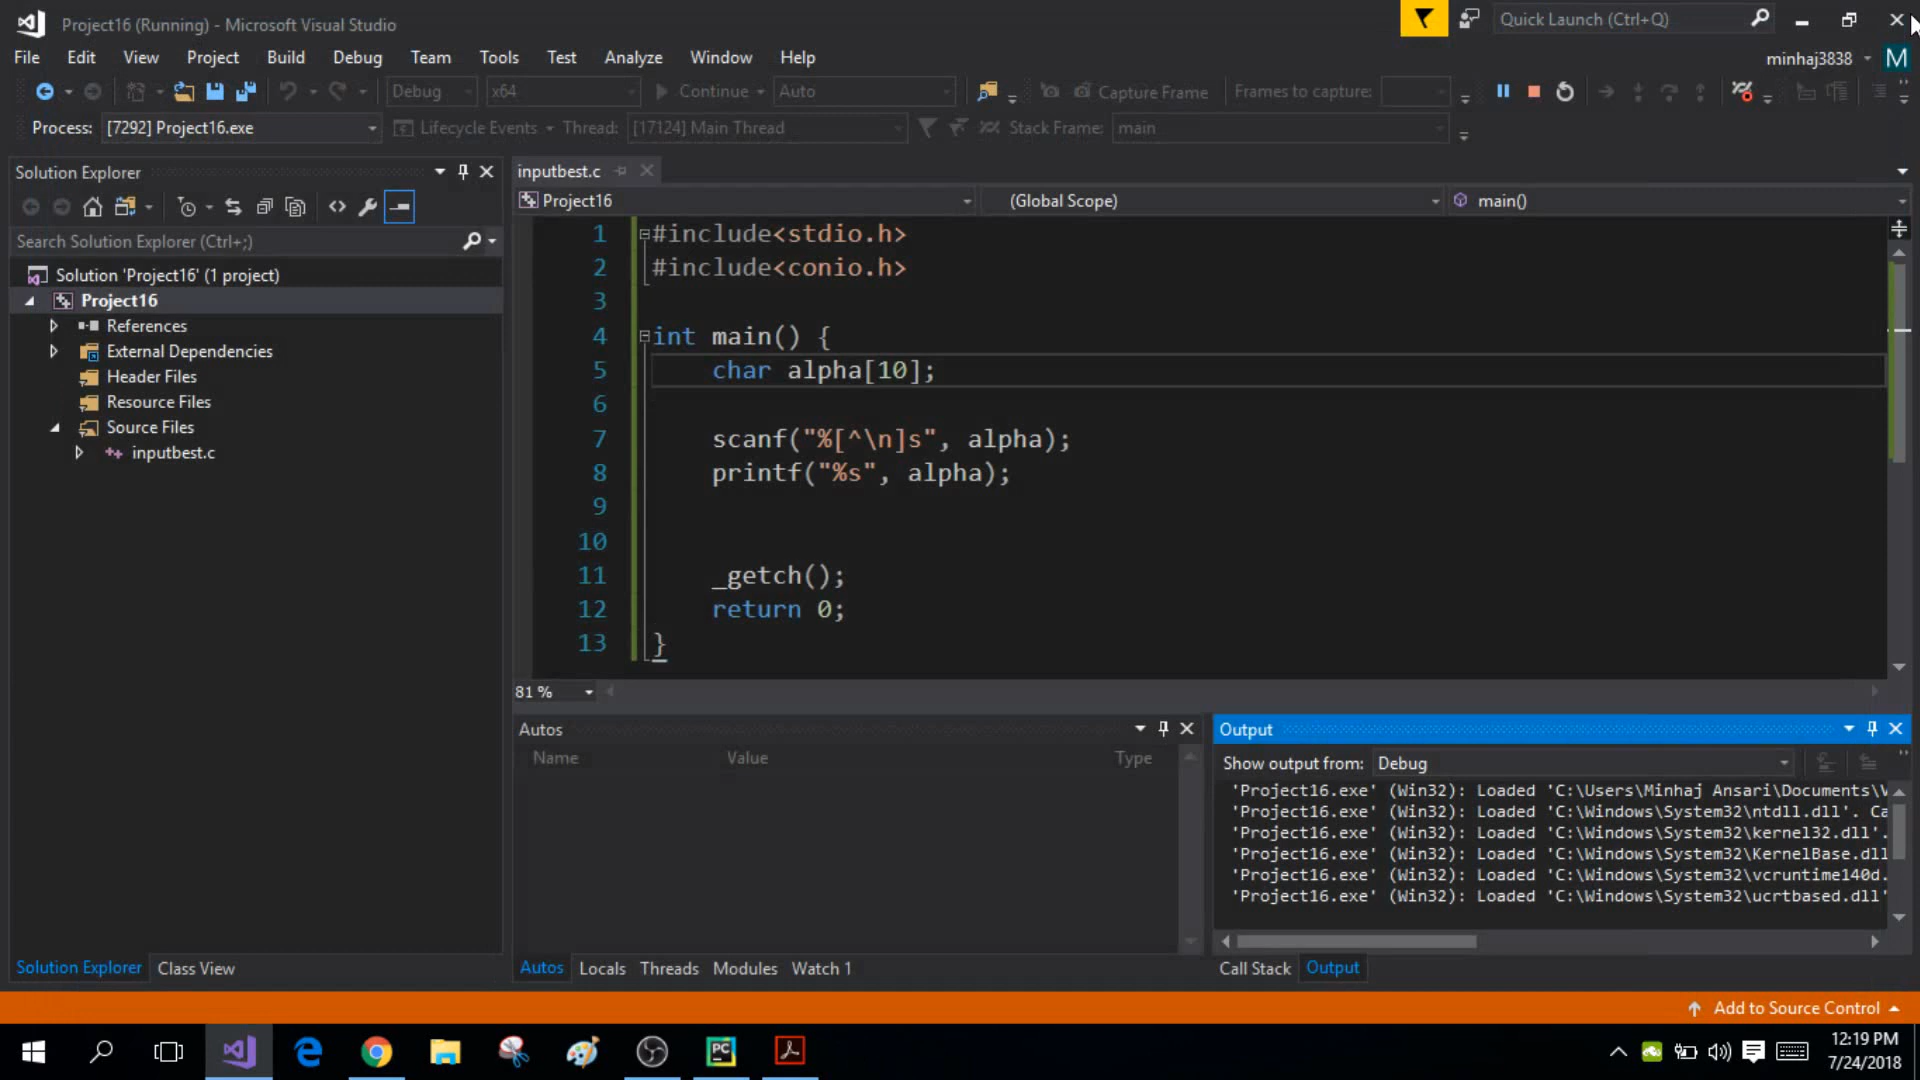 Project16 (Running) - Microsoft Visual Studio
Quick Launch (Ctrl+Q)
File Edit View Project Build Debug Team Tools Test Analyze Window Help
minhaj3838 M
Debug x64 Continue Auto Capture Frame Frames to capture:
Process: [7292] Project16.exe Lifecycle Events Thread: [17124] Main Thread Stack Frame: main
Solution Explorer
Search Solution Explorer (Ctrl+;)
Solution 'Project16' (1 project)
Project16
References
External Dependencies
Header Files
Resource Files
Source Files
inputbest.c
Solution Explorer Class View
inputbest.c
Project16 (Global Scope) main()
1 #include<stdio.h>
2 #include<conio.h>
3
4 int main() {
5 char alpha[10];
6
7 scanf("%[^\n]s", alpha);
8 printf("%s", alpha);
9
10
11 _getch();
12 return 0;
13 }
81 %
Autos
Name Value Type
Autos Locals Threads Modules Watch 1
Output
Show output from: Debug
'Project16.exe' (Win32): Loaded 'C:\Users\Minhaj Ansari\Documents\V
'Project16.exe' (Win32): Loaded 'C:\Windows\System32\ntdll.dll'. Ca
'Project16.exe' (Win32): Loaded 'C:\Windows\System32\kernel32.dll'.
'Project16.exe' (Win32): Loaded 'C:\Windows\System32\KernelBase.dll
'Project16.exe' (Win32): Loaded 'C:\Windows\System32\vcruntime140d.
'Project16.exe' (Win32): Loaded 'C:\Windows\System32\ucrtbased.dll'
Call Stack Output
Add to Source Control
12:19 PM
7/24/2018